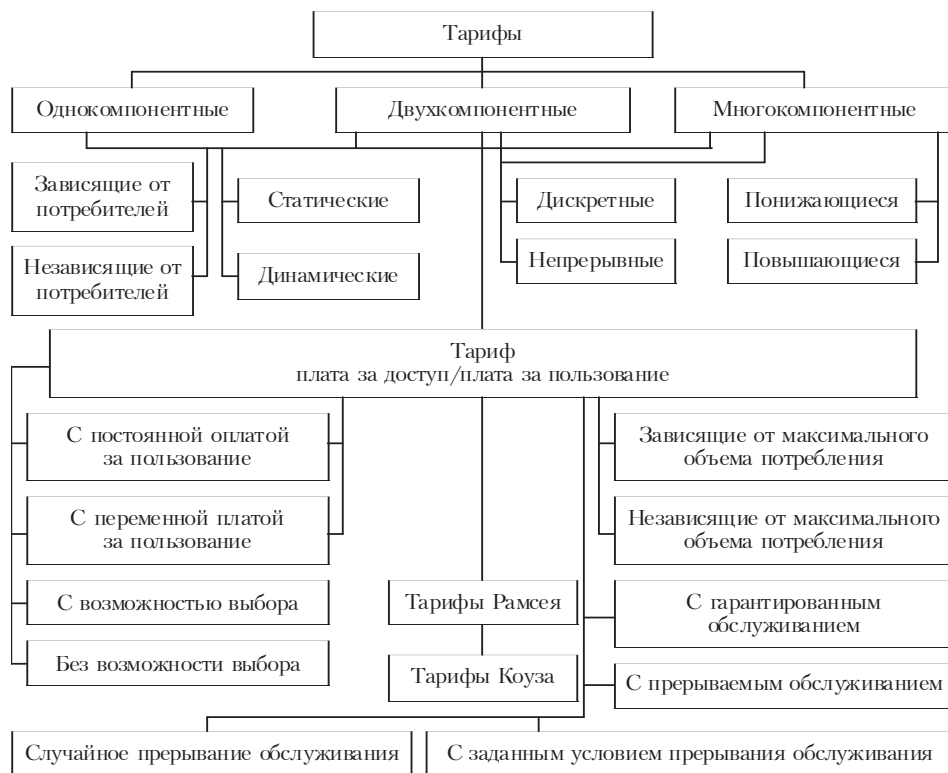 Тарифы
Однокомпонентные
Двухкомпонентные
Многокомпонентные
Зависящие от
потребителей
Статические
Дискретные
Понижающиеся
Независящие от
потребителей
Динамические
Непрерывные
Повышающиеся
Тариф
плата за доступ/плата за пользование
С постоянной оплатой
за пользование
Зависящие от максимального
объема потребления
С переменной платой
за пользование
Независящие от максимального
объема потребления
С возможностью выбора
Тарифы Рамсея
С гарантированным
обслуживанием
Без возможности выбора
Тарифы Коуза
С прерываемым обслуживанием
Случайное прерывание обслуживания
С заданным условием прерывания обслуживания